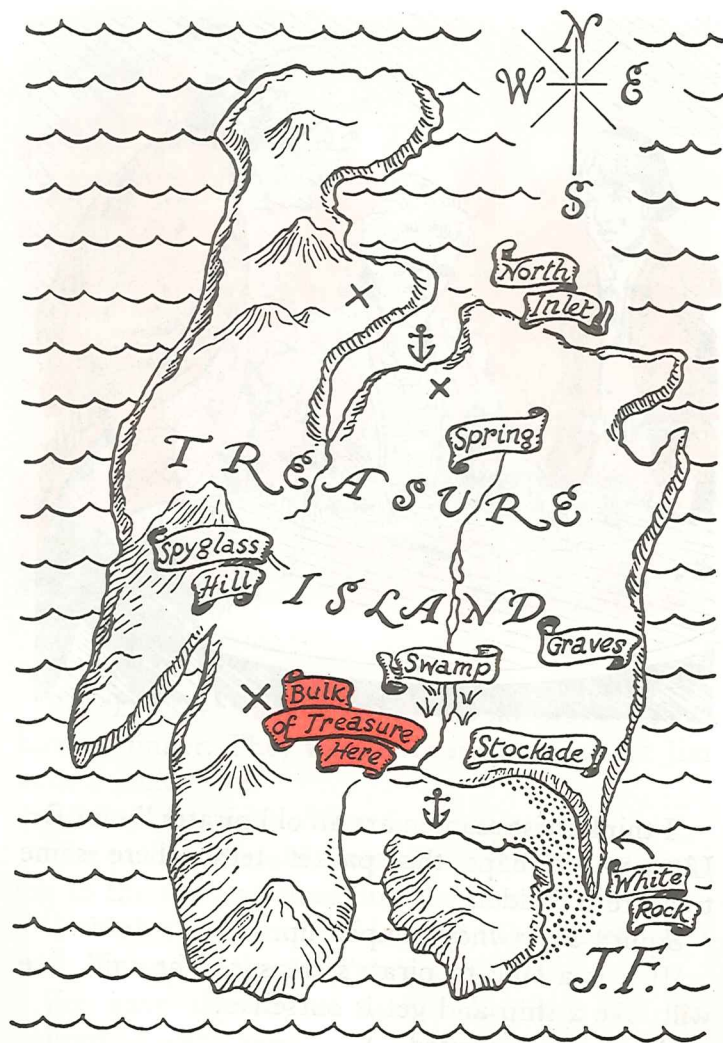 N
W E
S
North
Inlet
Spring
TREASURE
Spyglass
Hill
ISLAND
Graves
Swamp
Bulk
of Treasure
Here
Stockade
White
Rock
J.F.